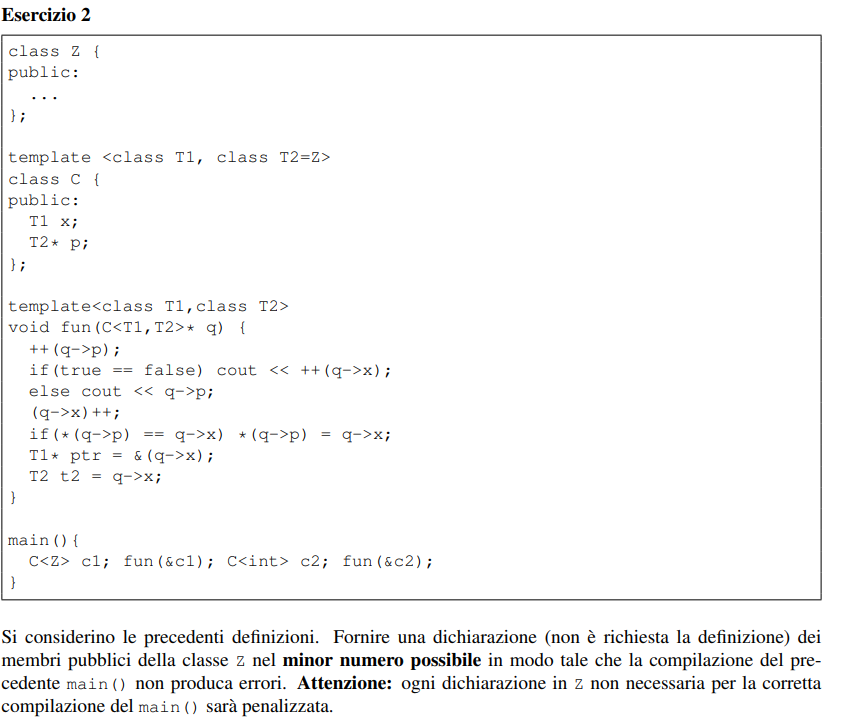 Esercizio 2
class Z {
public:
  ...
};
template <class T1, class T2=Z>
class C {
public:
  T1 x;
  T2* p;
};
template<class T1,class T2>
void fun(C<T1,T2>* q) {
  ++(q->p);
  if(true == false) cout << ++(q->x);
  else cout << q->p;
  (q->x)++;
  if(*(q->p) == q->x) *(q->p) = q->x;
  T1* ptr = &(q->x);
  T2 t2 = q->x;
}
main(){
  C<Z> c1; fun(&c1); C<int> c2; fun(&c2);
}
Si considerino le precedenti definizioni. Fornire una dichiarazione (non è richiesta la definizione) dei
membri pubblici della classe Z nel minor numero possibile in modo tale che la compilazione del pre-
cedente main() non produca errori. Attenzione: ogni dichiarazione in Z non necessaria per la corretta
compilazione del main() sarà penalizzata.